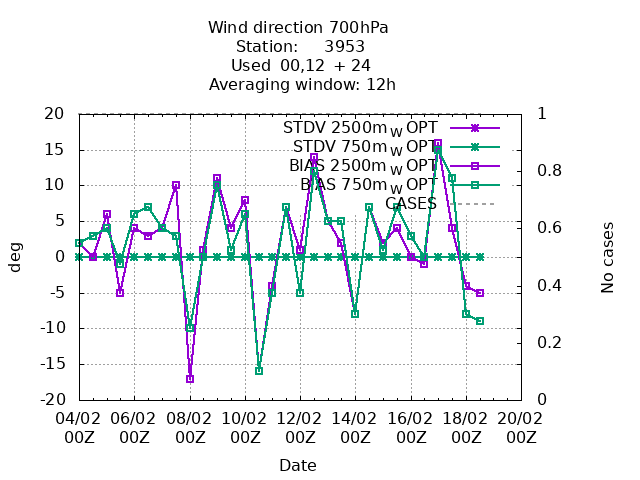 Wind direction 700hPa
Station: 3953
Used 00,12 + 24
Averaging window: 12h
STDV 2500m W OPT
STDV 750m W OPT
BIAS 2500m W OPT
BIAS 750m W OPT
CASES
20
15
10
5
0
-5
-10
-15
-20
1
0.8
0.6
0.4
0.2
0
deg
No cases
04/02 06/02 08/02 10/02 12/02 14/02 16/02 18/02 20/02
00Z 00Z 00Z 00Z 00Z 00Z 00Z 00Z 00Z
Date